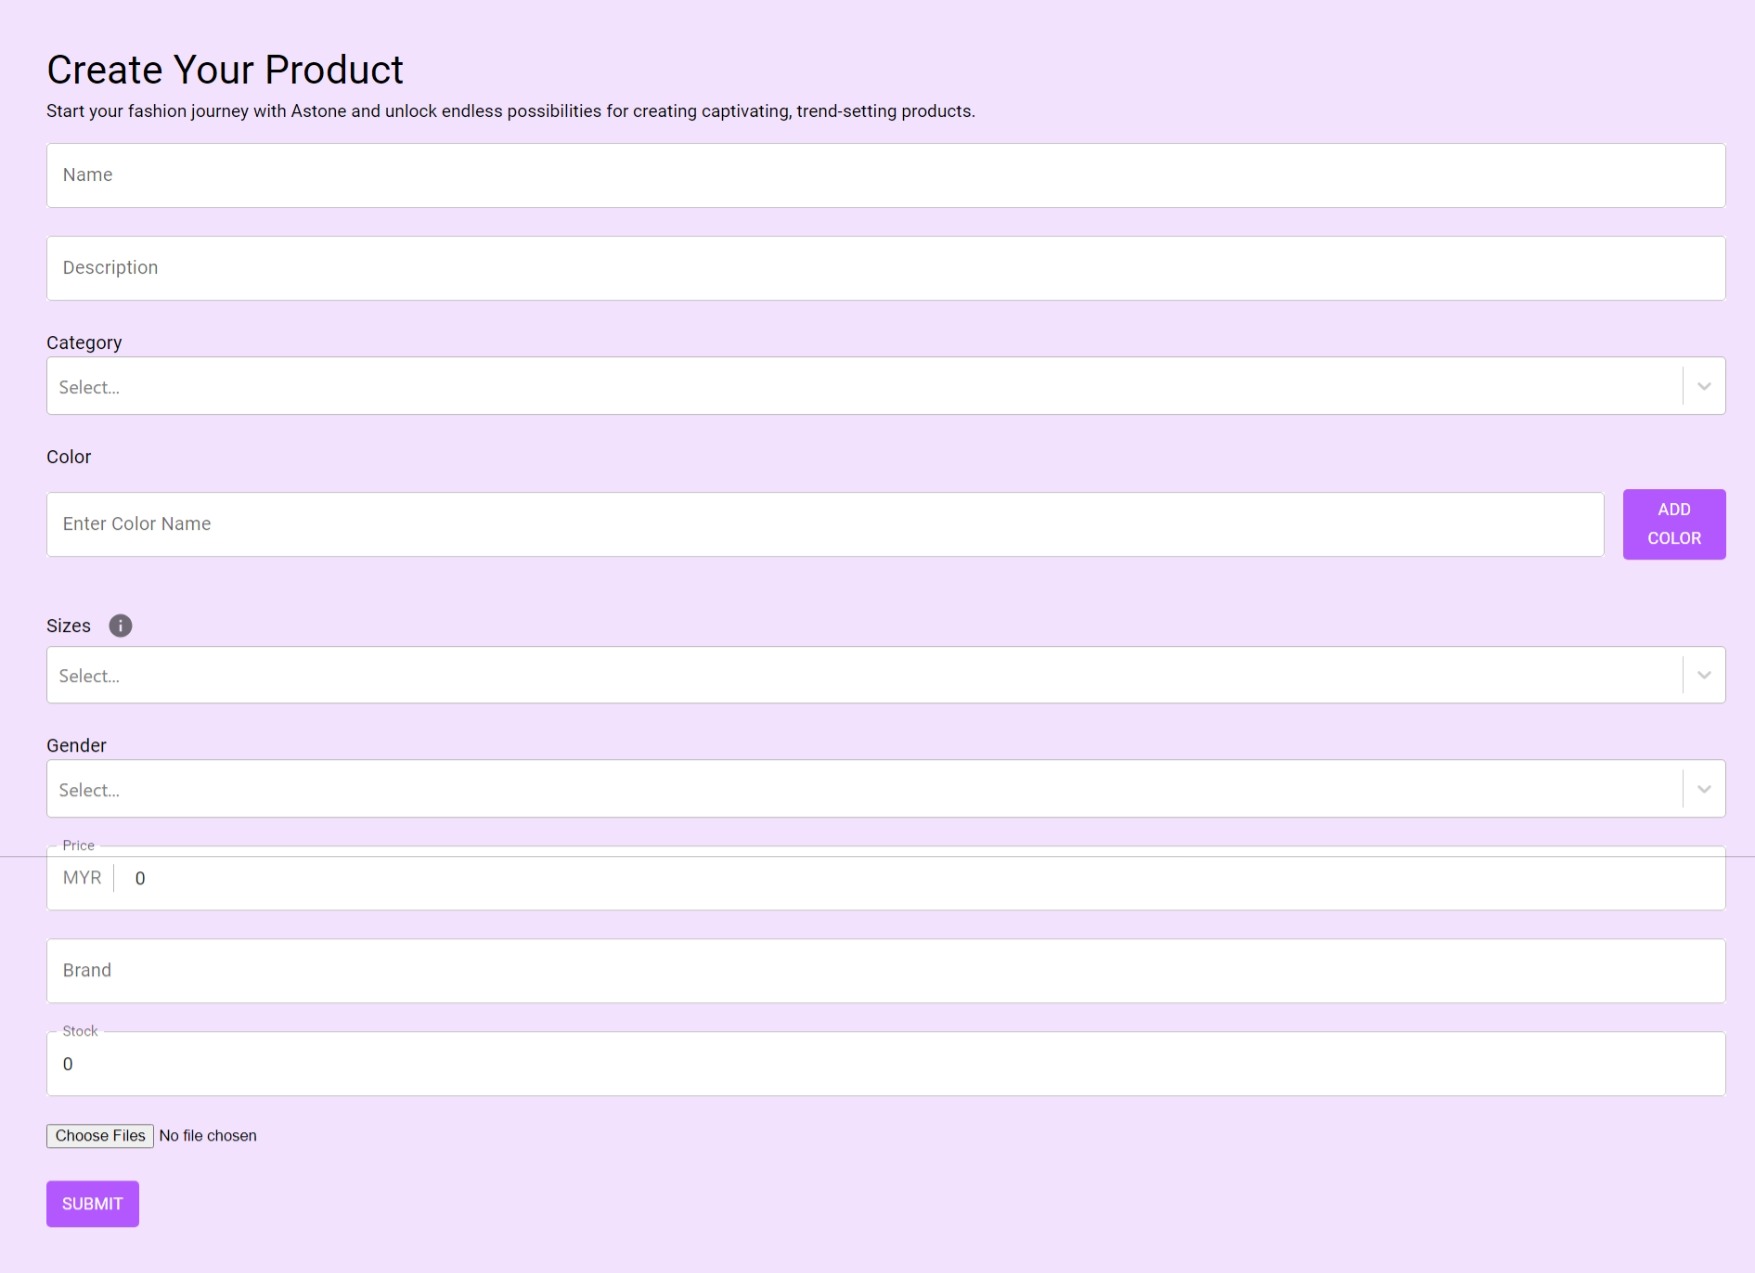 Create Your Product
Start your fashion journey with Astone and unlock endless possibilities for creating captivating, trend-setting products.
Name
Description
Category
Select...
Color
Enter Color Name
ADD
COLOR
Sizes
Select...
Gender
Select...
Price
MYR 0
Brand
Stock
0
Choose Files No file chosen
SUBMIT